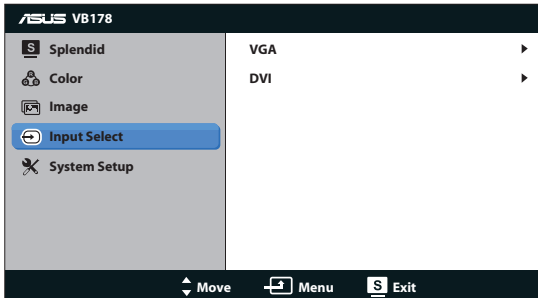 ASUS VB178
S Splendid
Color
Image
Input Select
System Setup
VGA
DVI
Move Menu S Exit